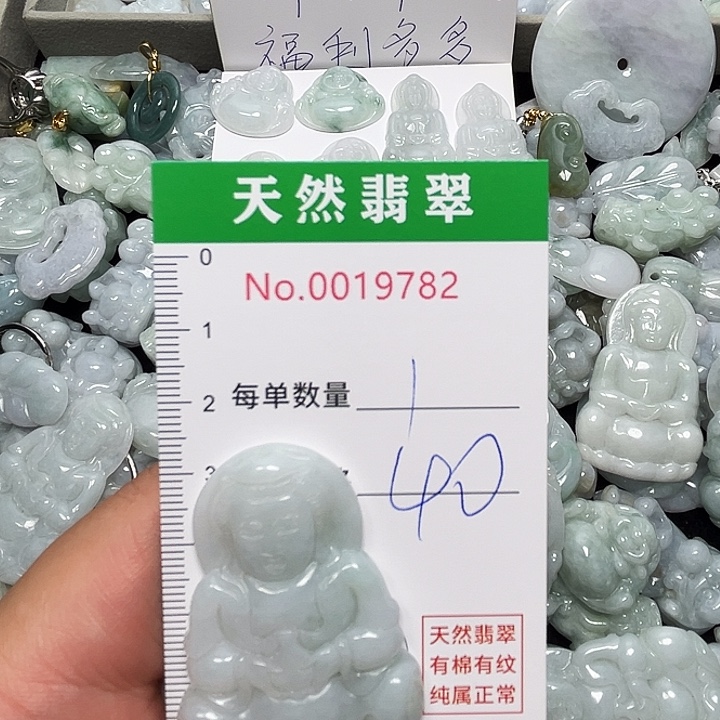 福利多多
天然翡翠
0
No.0019782
1
每单数量 1
2
3
40
天然翡翠
有棉有纹
纯属正常